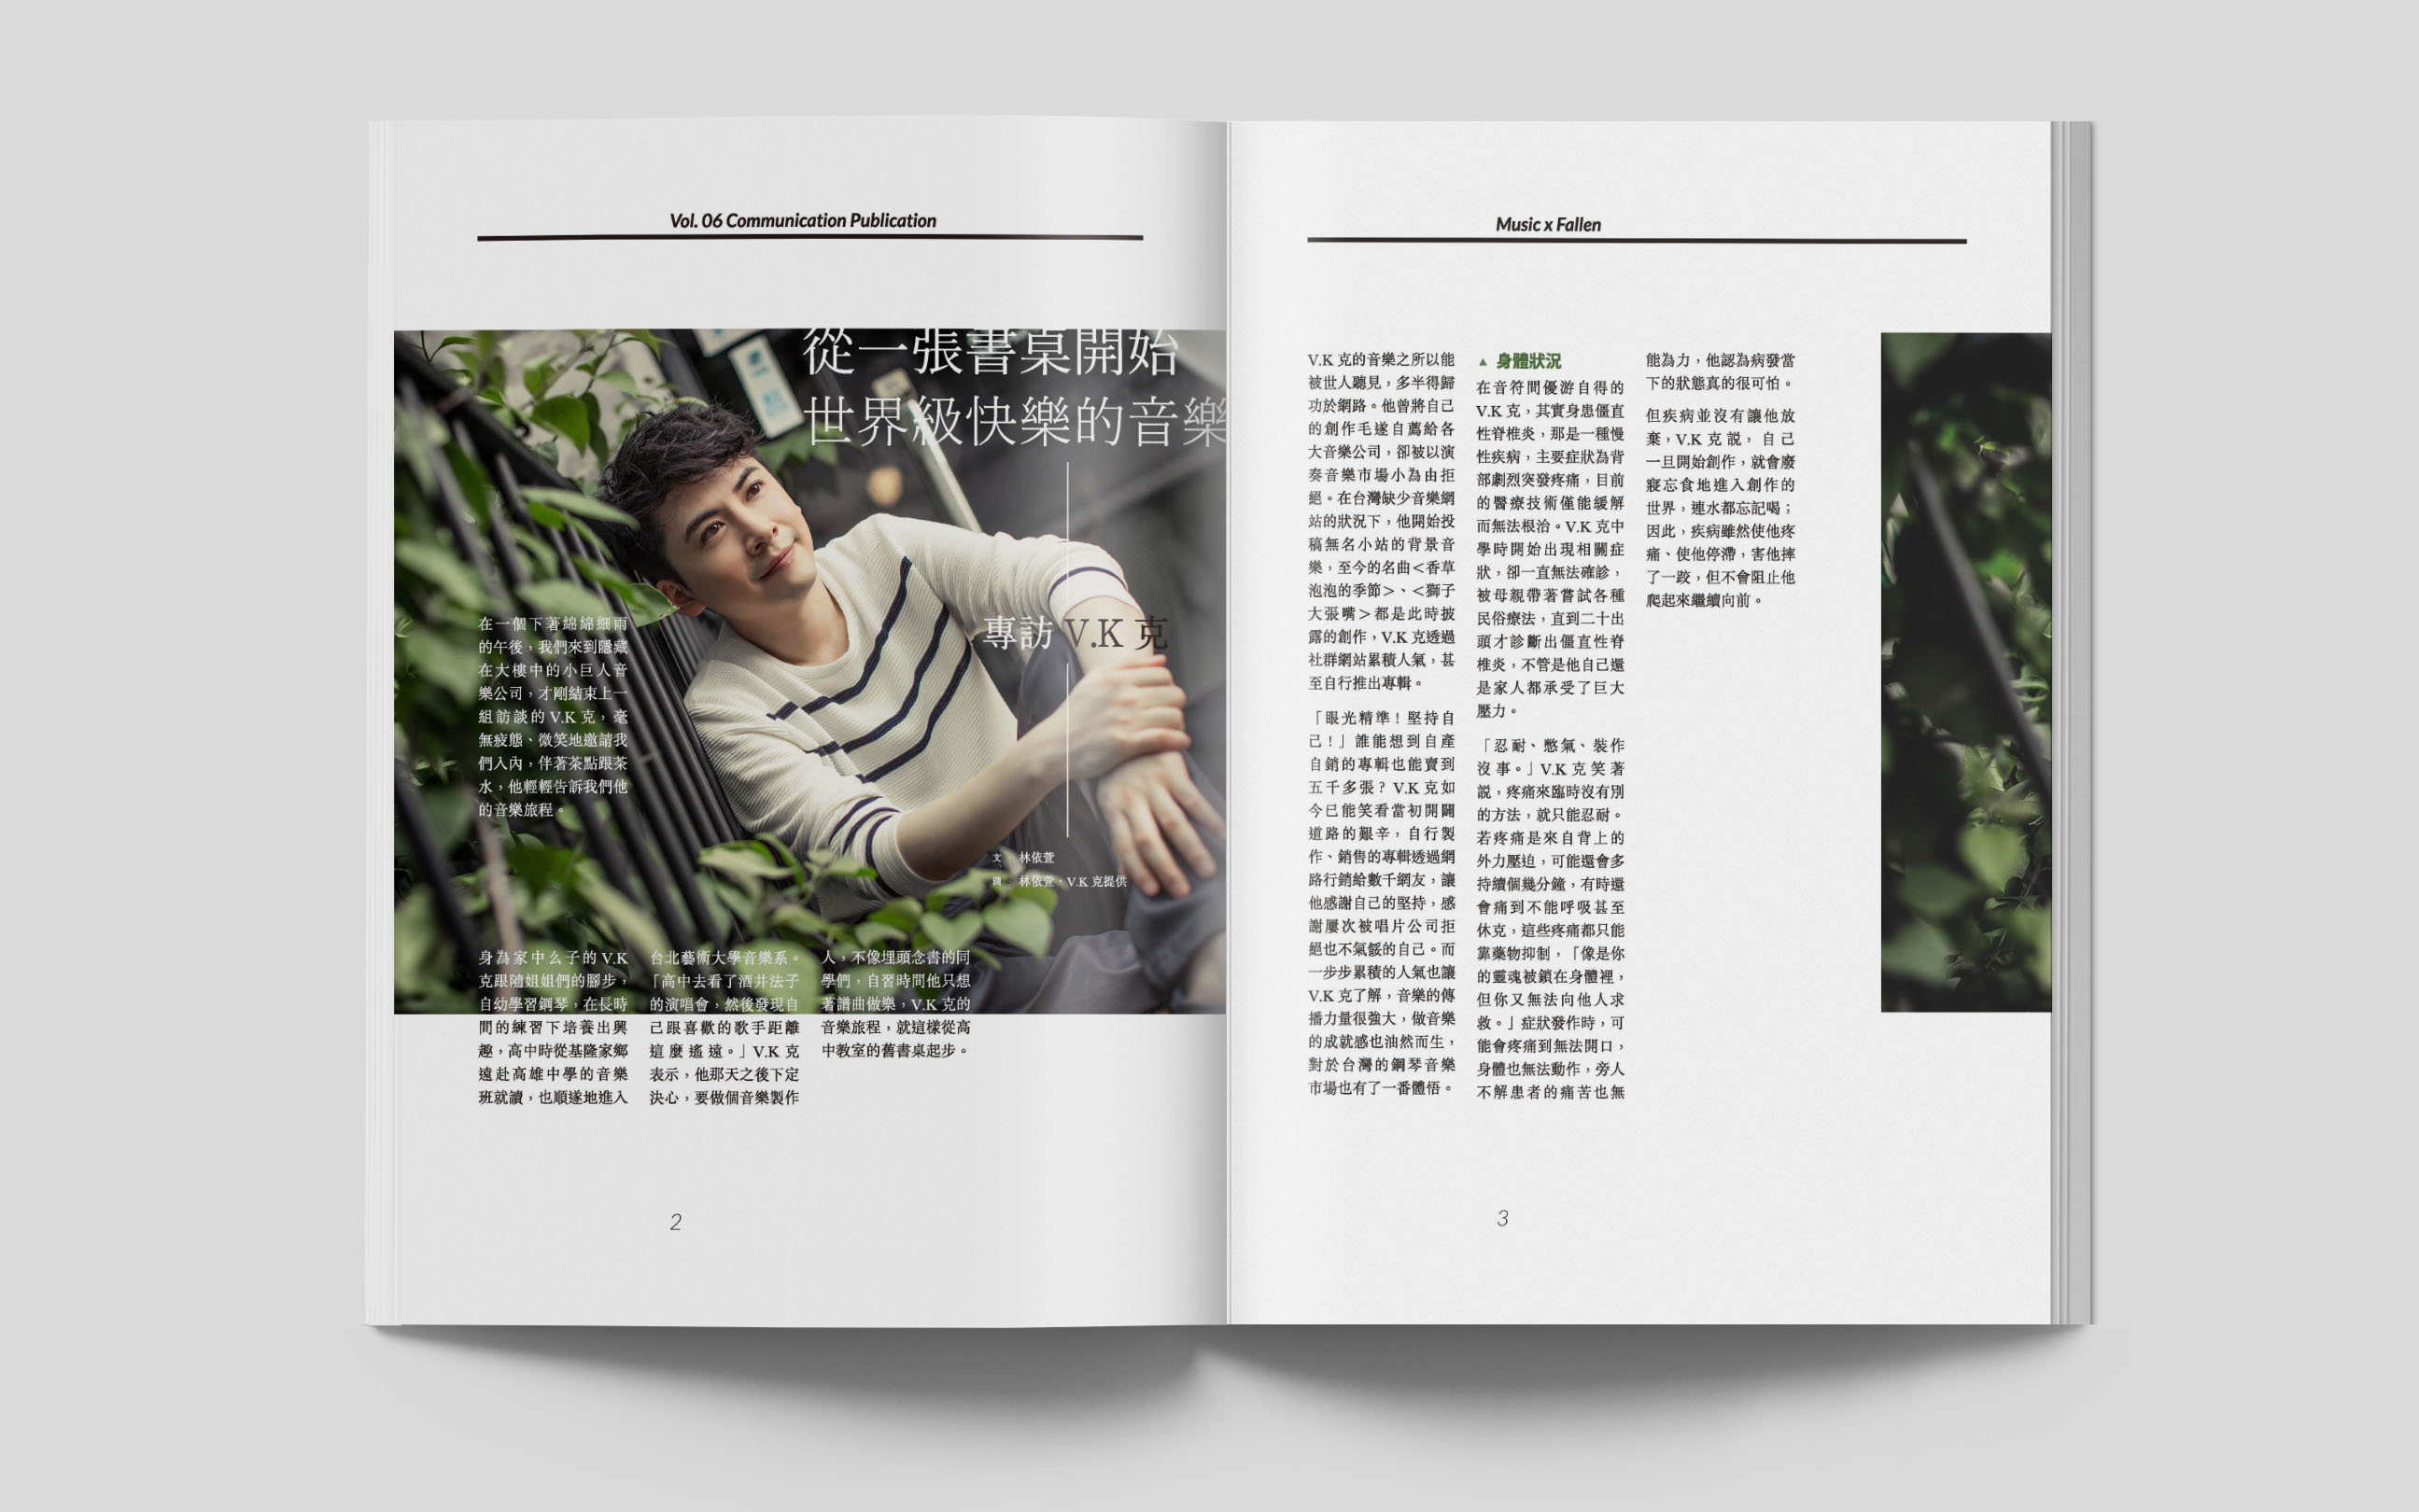 Vol. 06 Communication Publication
從一張書桌開始
世界級快樂的音樂
專訪 V.K 克
在一個下著綿綿細雨
的午後，我們來到隱藏
在大樓中的小巨人音
樂公司，才剛結束上一
組訪談的 V.K 克，毫
無疲態、微笑地邀請我
們入內，伴著茶點跟茶
水，他輕輕告訴我們他
的音樂旅程。
文 林依萱
圖 林依萱、V.K 克提供
身為家中么子的 V.K
克跟隨姐姐們的腳步，
自幼學習鋼琴，在長時
間的練習下培養出興
趣，高中時從基隆家鄉
遠赴高雄中學的音樂
班就讀，也順遂地進入
台北藝術大學音樂系。
「高中去看了酒井法子
的演唱會，然後發現自
己跟喜歡的歌手距離
這麼遙遠。」V.K 克
表示，他那天之後下定
決心，要做個音樂製作
人，不像埋頭念書的同
學們，自習時間他只想
著譜曲做樂，V.K 克的
音樂旅程，就這樣從高
中教室的舊書桌起步。
2
Music x Fallen
V.K 克的音樂之所以能
被世人聽見，多半得歸
功於網路。他曾將自己
的創作毛遂自薦給各
大音樂公司，卻被以演
奏音樂市場小為由拒
絕。在台灣缺少音樂網
站的狀況下，他開始投
稿無名小站的背景音
樂，至今的名曲<香草
泡泡的季節>、<獅子
大張嘴>都是此時披
露的創作，V.K 克透過
社群網站累積人氣，甚
至自行推出專輯。
「眼光精準！堅持自
己！」誰能想到自產
自銷的專輯也能賣到
五千多張？V.K 克如
今已能笑看當初開闢
道路的艱辛，自行製
作、銷售的專輯透過網
路行銷給數千網友，讓
他感謝自己的堅持，感
謝屢次被唱片公司拒
絕也不氣餒的自己。而
一步步累積的人氣也讓
V.K 克了解，音樂的傳
播力量很強大，做音樂
的成就感也油然而生，
對於台灣的鋼琴音樂
市場也有了一番體悟。
▲ 身體狀況
在音符間優游自得的
V.K 克，其實身患僵直
性脊椎炎，那是一種慢
性疾病，主要症狀為背
部劇烈突發疼痛，目前
的醫療技術僅能緩解
而無法根治。V.K 克中
學時開始出現相關症
狀，卻一直無法確診，
被母親帶著嘗試各種
民俗療法，直到二十出
頭才診斷出僵直性脊
椎炎，不管是他自己還
是家人都承受了巨大
壓力。
「忍耐、憋氣、裝作
沒事。」V.K 克笑著
説，疼痛來臨時沒有別
的方法，就只能忍耐。
若疼痛是來自背上的
外力壓迫，可能還會多
持續個幾分鐘，有時還
會痛到不能呼吸甚至
休克，這些疼痛都只能
靠藥物抑制，「像是你
的靈魂被鎖在身體裡，
但你又無法向他人求
救。」症狀發作時，可
能會疼痛到無法開口，
身體也無法動作，旁人
不解患者的痛苦也無
能為力，他認為病發當
下的狀態真的很可怕。
但疾病並沒有讓他放
棄，V.K 克説，自己
一旦開始創作，就會廢
寢忘食地進入創作的
世界，連水都忘記喝；
因此，疾病雖然使他疼
痛、使他停滯，害他摔
了一跤，但不會阻止他
爬起來繼續向前。
3